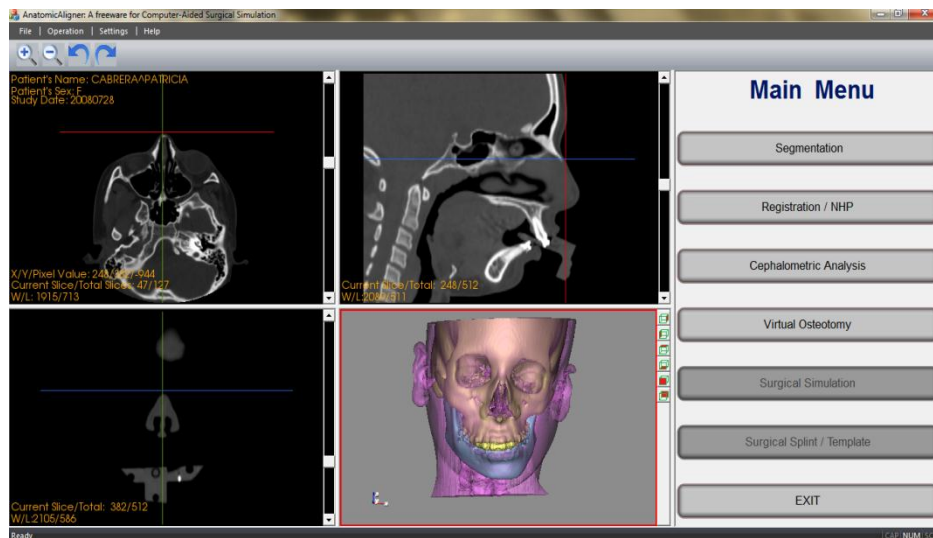 AnatomicAligner: A freeware for Computer-Aided Surgical Simulation
File | Operation | Settings | Help
Patient's Name: CABRERA^PATRICIA
Patient's Sex: F
Study Date: 20080728
X/Y/Pixel Value:
Current Slice/Total Slices: 47/127
W/L: 1915/713
Current Slice/Total: 248/512
Current Slice/Total: 382/512
W/L:2105/586
Main Menu
Segmentation
Registration / NHP
Cephalometric Analysis
Virtual Osteotomy
Surgical Simulation
Surgical Splint / Template
EXIT
Ready
CAP NUM